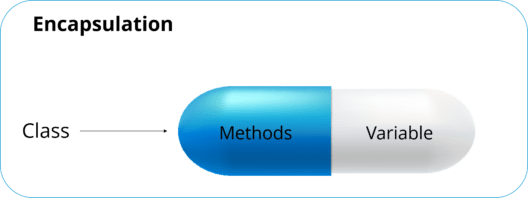 Encapsulation
Class
Methods
Variable